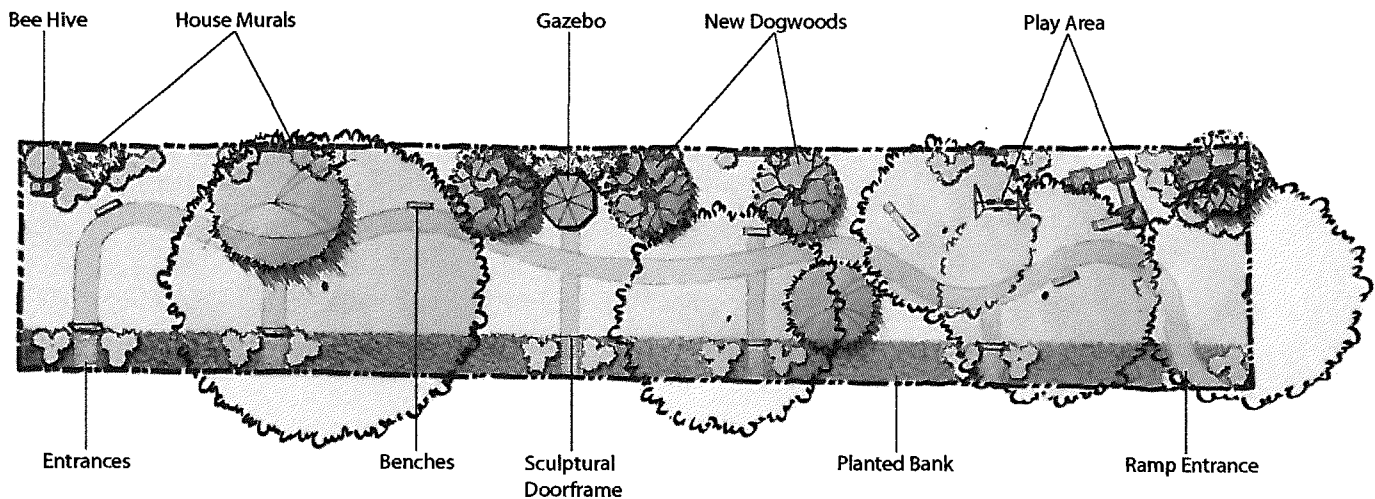 Bee Hive
House Murals
Gazebo
New Dogwoods
Play Area
Entrances
Benches
Sculptural
Doorframe
Planted Bank
Ramp Entrance